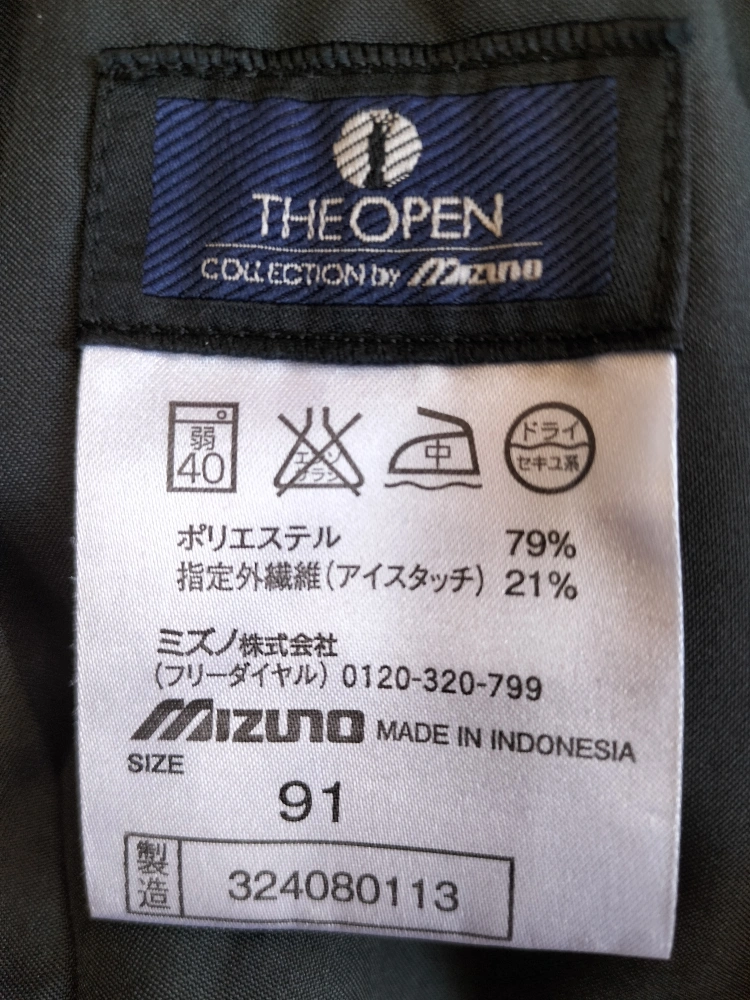 THE OPEN
COLLECTION by MIZUNO
弱
40
エンソ
サラシ
中
ドライ
セキユ系
ポリエステル 79%
指定外繊維(アイスタッチ) 21%
ミズノ株式会社
(フリーダイヤル) 0120-320-799
MIZUNO MADE IN INDONESIA
SIZE
91
製造 324080113